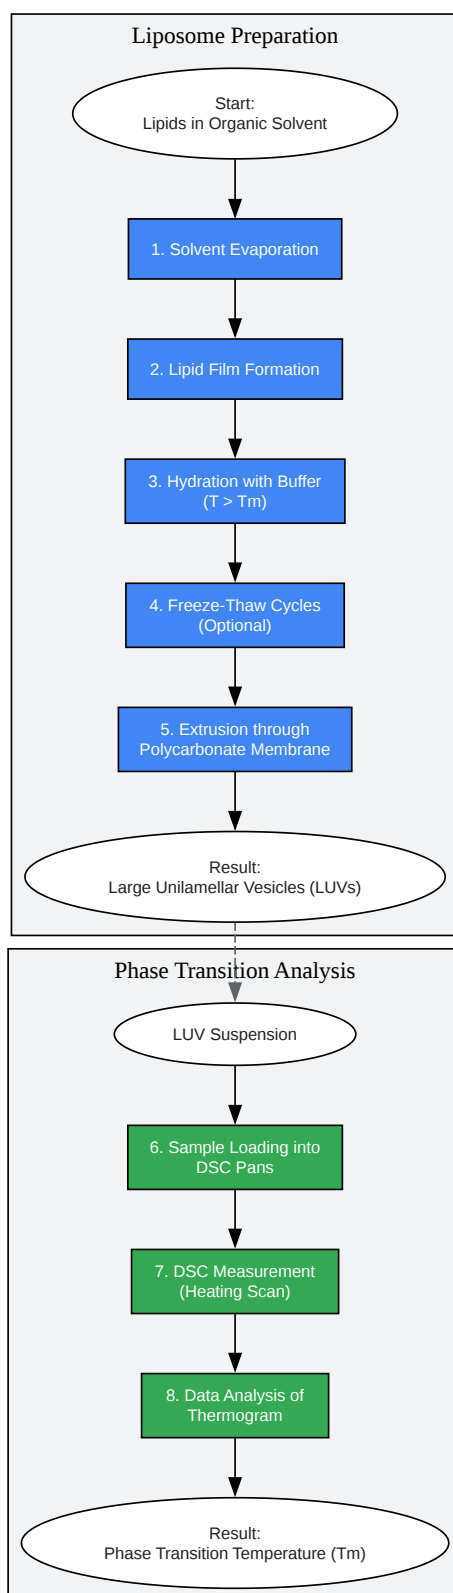 Liposome Preparation
Start:
Lipids in Organic Solvent
1. Solvent Evaporation
2. Lipid Film Formation
3. Hydration with Buffer
(T > Tm)
4. Freeze-Thaw Cycles
(Optional)
5. Extrusion through
Polycarbonate Membrane
Result:
Large Unilamellar Vesicles (LUVs)
Phase Transition Analysis
LUV Suspension
6. Sample Loading into
DSC Pans
7. DSC Measurement
(Heating Scan)
8. Data Analysis of
Thermogram
Result:
Phase Transition Temperature (Tm)